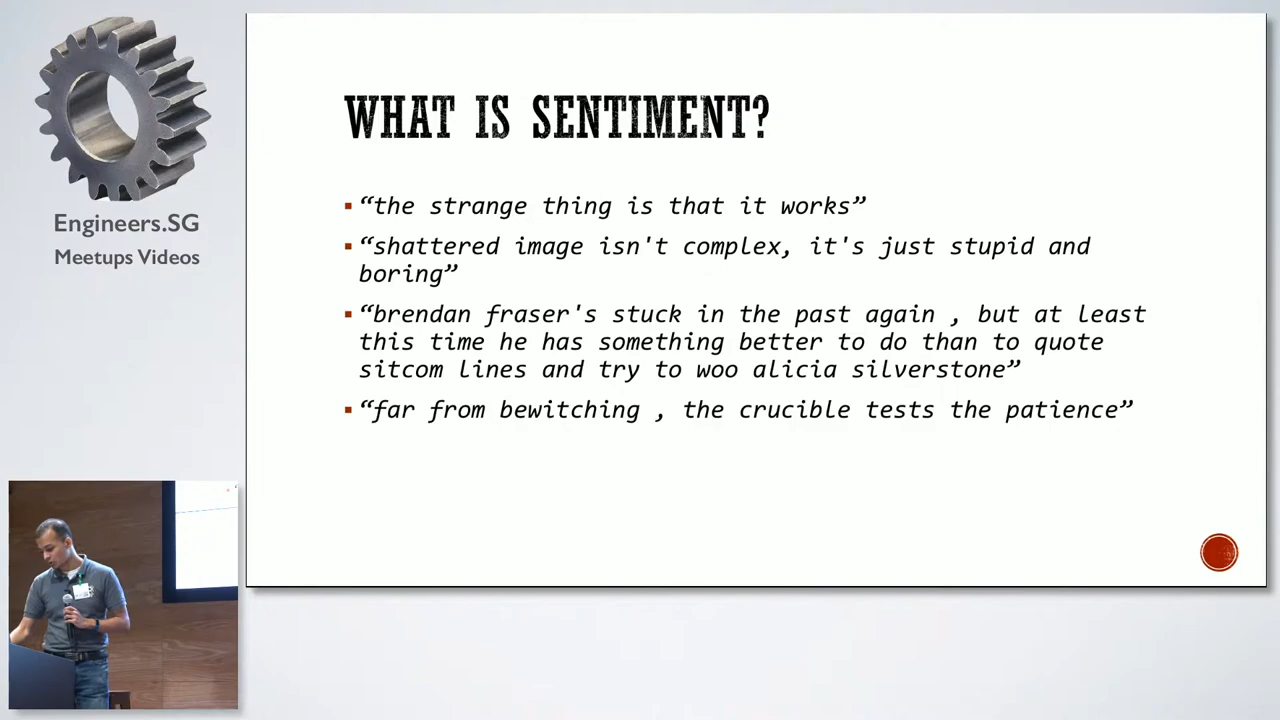 Engineers.SG
Meetups Videos
WHAT IS SENTIMENT?
▪ “the strange thing is that it works”
▪ “shattered image isn't complex, it's just stupid and
boring”
▪ “brendan fraser's stuck in the past again , but at least
this time he has something better to do than to quote
sitcom lines and try to woo alicia silverstone”
▪ “far from bewitching , the crucible tests the patience”